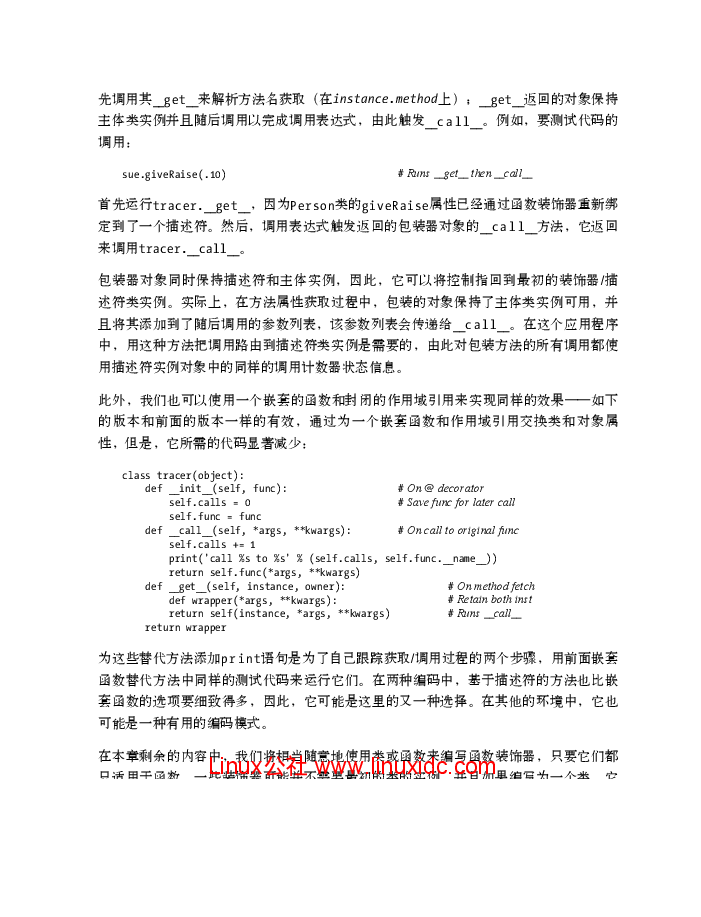 先调用其__get__来解析方法名获取（在instance.method上）；__get__返回的对象保持
主体类实例并且随后调用以完成调用表达式，由此触发__call__。例如，要测试代码的
调用：
sue.giveRaise(.10) # Runs __get__ then __call__
首先运行tracer.__get__，因为Person类的giveRaise属性已经通过函数装饰器重新绑
定到了一个描述符。然后，调用表达式触发返回的包装器对象的__call__方法，它返回
来调用tracer.__call__。
包装器对象同时保持描述符和主体实例，因此，它可以将控制指回到最初的装饰器/描
述符类实例。实际上，在方法属性获取过程中，包装的对象保持了主体类实例可用，并
且将其添加到了随后调用的参数列表，该参数列表会传递给__call__。在这个应用程序
中，用这种方法把调用路由到描述符类实例是需要的，由此对包装方法的所有调用都使
用描述符实例对象中的同样的调用计数器状态信息。
此外，我们也可以使用一个嵌套的函数和封闭的作用域引用来实现同样的效果——如下
的版本和前面的版本一样的有效，通过为一个嵌套函数和作用域引用交换类和对象属
性，但是，它所需的代码显著减少：
class tracer(object):
def __init__(self, func): # On @ decorator
self.calls = 0 # Save func for later call
self.func = func
def __call__(self, *args, **kwargs): # On call to original func
self.calls += 1
print('call %s to %s' % (self.calls, self.func.__name__))
return self.func(*args, **kwargs)
def __get__(self, instance, owner): # On method fetch
def wrapper(*args, **kwargs): # Retain both inst
return self(instance, *args, **kwargs) # Runs __call__
return wrapper
为这些替代方法添加print语句是为了自己跟踪获取/调用过程的两个步骤，用前面嵌套
函数替代方法中同样的测试代码来运行它们。在两种编码中，基于描述符的方法也比嵌
套函数的选项要细致得多，因此，它可能是这里的又一种选择。在其他的环境中，它也
可能是一种有用的编码模式。
在本章剩余的内容中，我们将相当随意地使用类或函数来编写函数装饰器，只要它们都
只适用于函数。一些装饰器可能并不需要最初的类的实例，并且如果编写为一个类，它
Linux公社 www.linuxidc.com